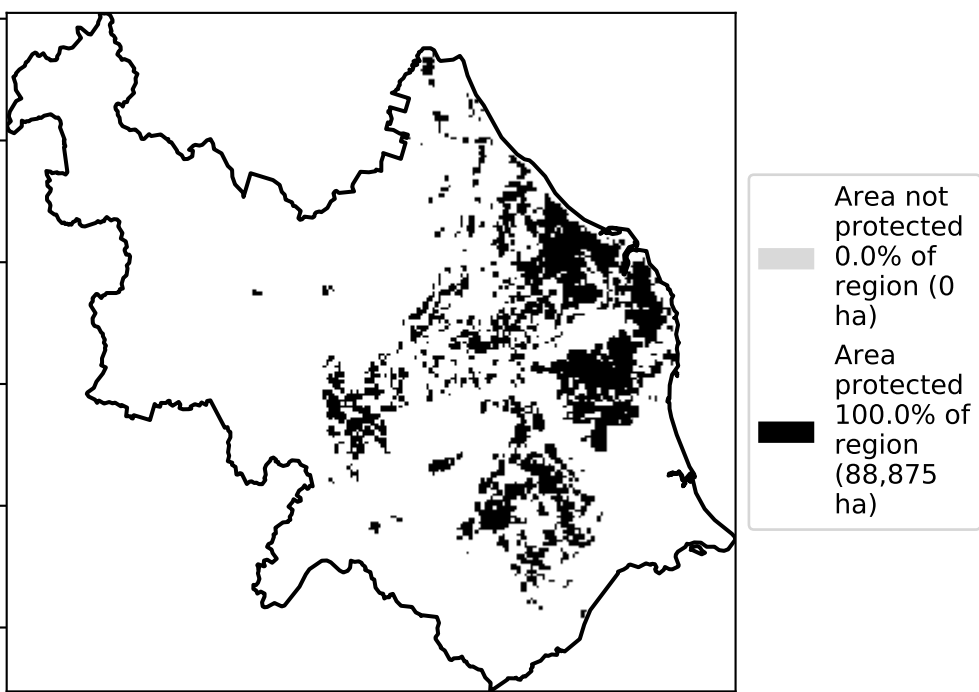 Area not
protected
0.0% of
region (0
ha)
Area
protected
100.0% of
region
(88,875
ha)